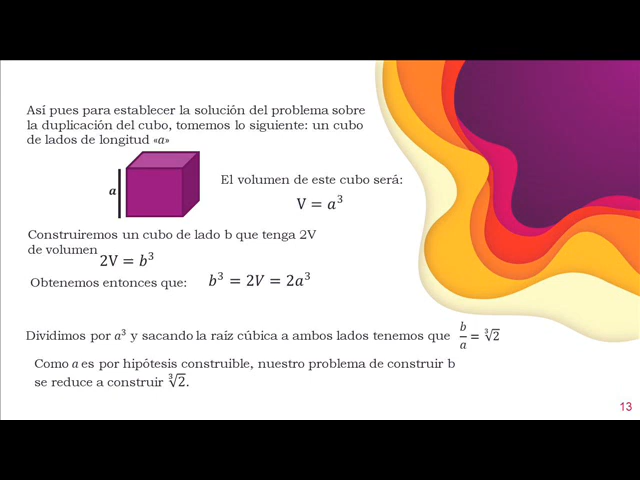 Así pues para establecer la solución del problema sobre
la duplicación del cubo, tomemos lo siguiente: un cubo
de lados de longitud «a»
a
El volumen de este cubo será:
V = a³
Construiremos un cubo de lado b que tenga 2V
de volumen
2V = b³
Obtenemos entonces que: b³ = 2V = 2a³
Dividimos por a³ y sacando la raíz cúbica a ambos lados tenemos que b/a = ∛2
Como a es por hipótesis construible, nuestro problema de construir b
se reduce a construir ∛2.
13